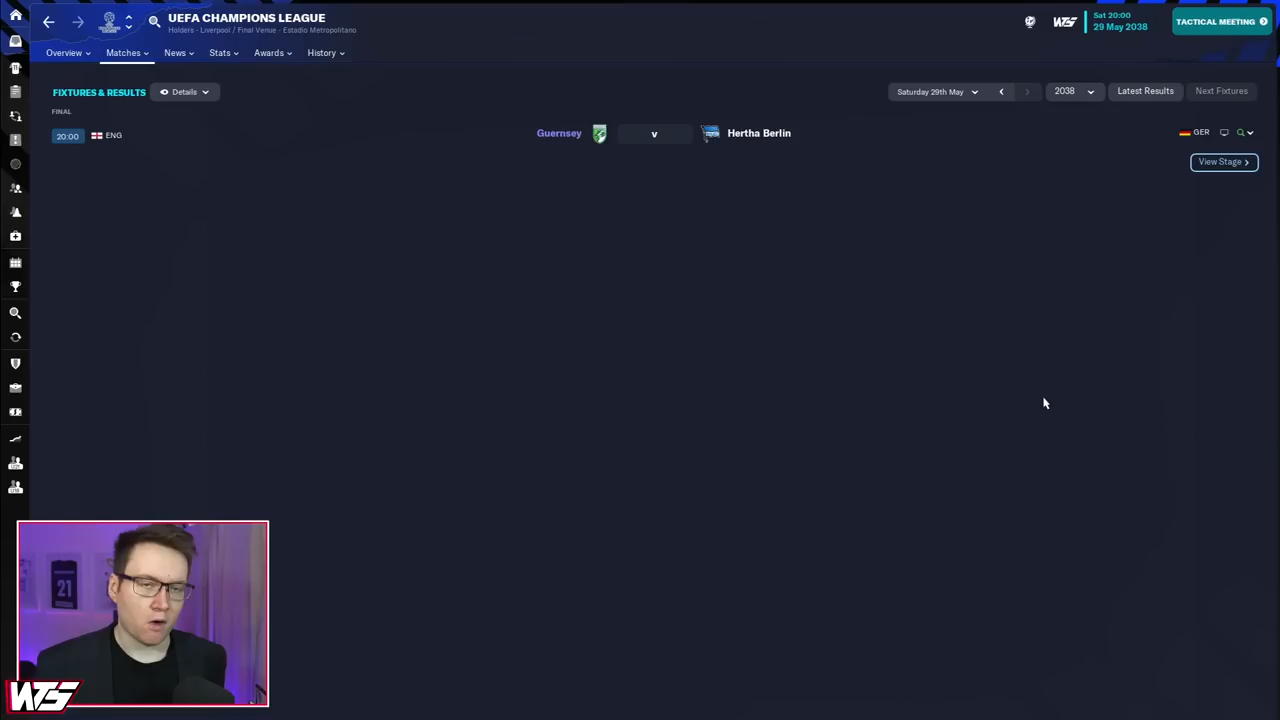 UEFA CHAMPIONS LEAGUE
Holders - Liverpool / Final Venue - Estadio Metropolitano
Sat 20:00
29 May 2038
TACTICAL MEETING
Overview
Matches
News
Stats
Awards
History
FIXTURES & RESULTS
Details
Saturday 29th May
2038
Latest Results
Next Fixtures
FINAL
20:00
ENG
Guernsey
v
Hertha Berlin
GER
View Stage >
21
WTS